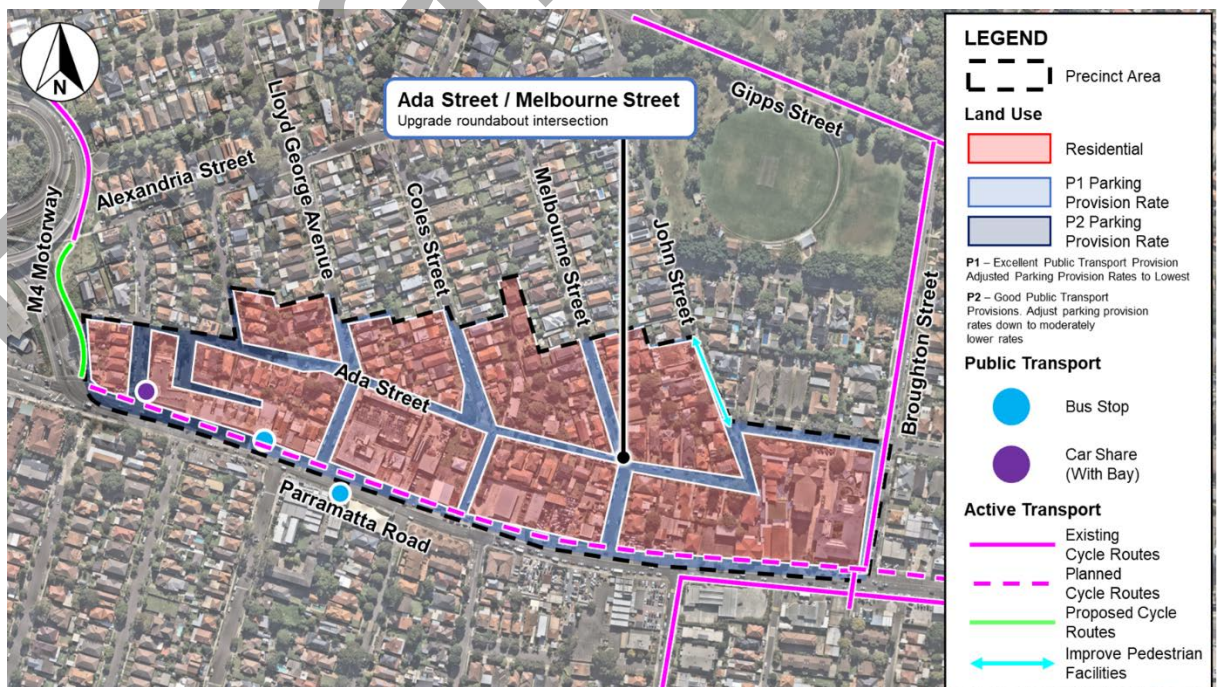 N
Ada Street / Melbourne Street
Upgrade roundabout intersection
Gipps Street
Lloyd George Avenue
Alexandria Street
Coles Street
Melbourne Street
John Street
M4 Motorway
Broughton Street
Ada Street
Parramatta Road
LEGEND
Precinct Area
Land Use
Residential
P1 Parking
Provision Rate
P2 Parking
Provision Rate
P1 – Excellent Public Transport Provision
Adjusted Parking Provision Rates to Lowest
P2 – Good Public Transport
Provisions. Adjust parking provision
rates down to moderately
lower rates
Public Transport
Bus Stop
Car Share
(With Bay)
Active Transport
Existing
Cycle Routes
Planned
Cycle Routes
Proposed Cycle
Routes
Improve Pedestrian
Facilities